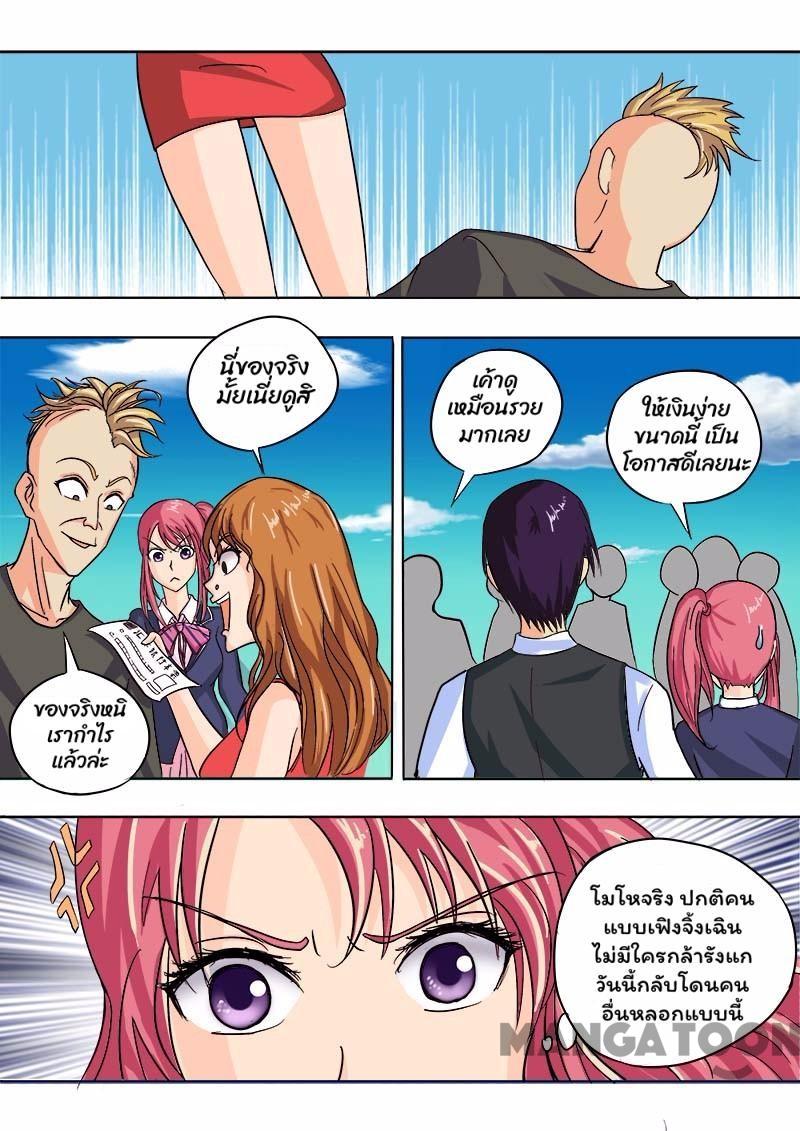 นี่ของจริง
มั้ยเนี่ยดูสิ
ของจริงหนิ
เรากำไร
แล้วล่ะ
เค้าดู
เหมือนรวย
มากเลย
ให้เงินง่าย
ขนาดนี้ เป็น
โอกาสดีเลยนะ
โมโหจริง ปกติคน
แบบเฟิงจิ้งเฉิน
ไม่มีใครกล้ารังแก
วันนี้กลับโดนคน
อื่นหลอกแบบนี้
MANGATOON